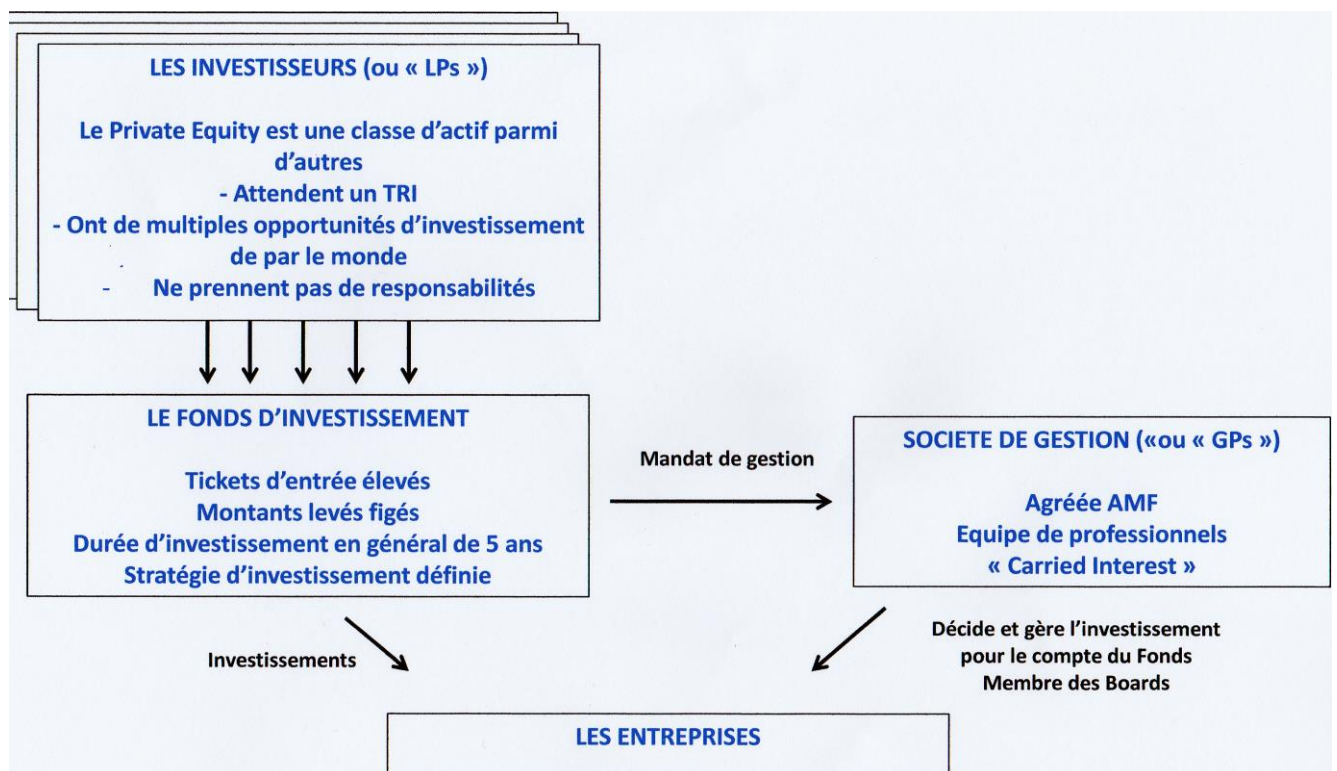 LES INVESTISSEURS (ou « LPs »)
Le Private Equity est une classe d’actif parmi
d’autres
- Attendent un TRI
- Ont de multiples opportunités d’investissement
de par le monde
- Ne prennent pas de responsabilités
LE FONDS D’INVESTISSEMENT
Tickets d’entrée élevés
Montants levés figés
Durée d’investissement en général de 5 ans
Stratégie d’investissement définie
Mandat de gestion
SOCIETE DE GESTION («ou « GPs »)
Agréée AMF
Equipe de professionnels
« Carried Interest »
Investissements
Décide et gère l’investissement
pour le compte du Fonds
Membre des Boards
LES ENTREPRISES